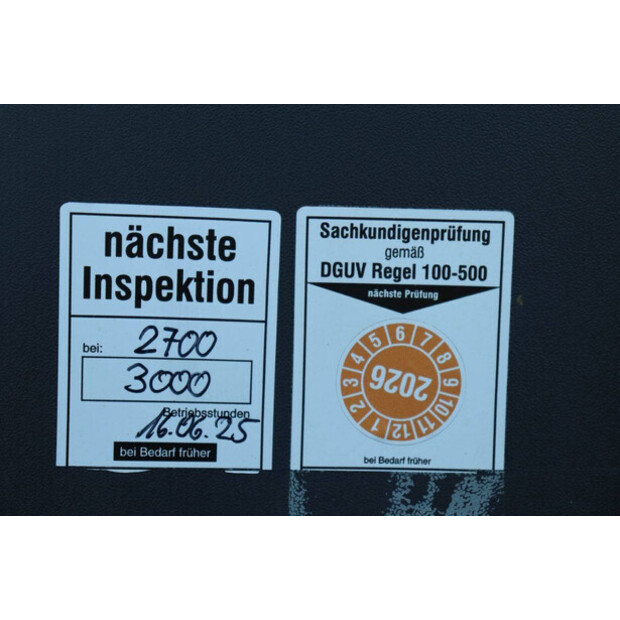 nächste
Inspektion
bei: 2700
3000
Betriebsstunden
16.06.25
bei Bedarf früher
Sachkundigenprüfung
gemäß
DGUV Regel 100-500
nächste Prüfung
1 2 3 4 5 6 7 8 9 10 11 12
2026
bei Bedarf früher